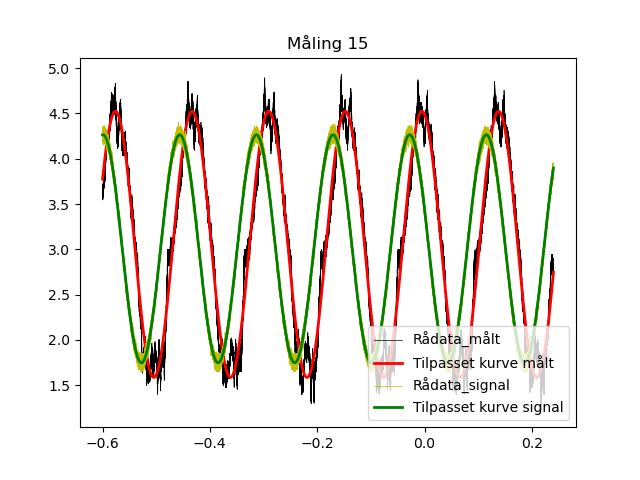 Måling 15
5.0
4.5
4.0
3.5
3.0
2.5
2.0
1.5
Rådata_målt
Tilpasset kurve målt
Rådata_signal
Tilpasset kurve signal
−0.6 −0.4 −0.2 0.0 0.2